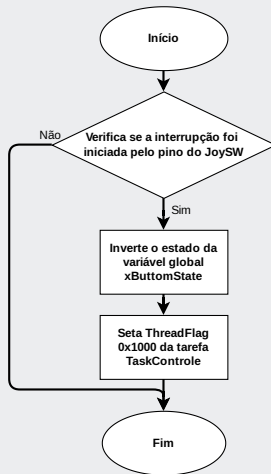 Início
Verifica se a interrupção foi
iniciada pelo pino do JoySW
Não
Sim
Inverte o estado da
variável global
xButtomState
Seta ThreadFlag
0x1000 da tarefa
TaskControle
Fim